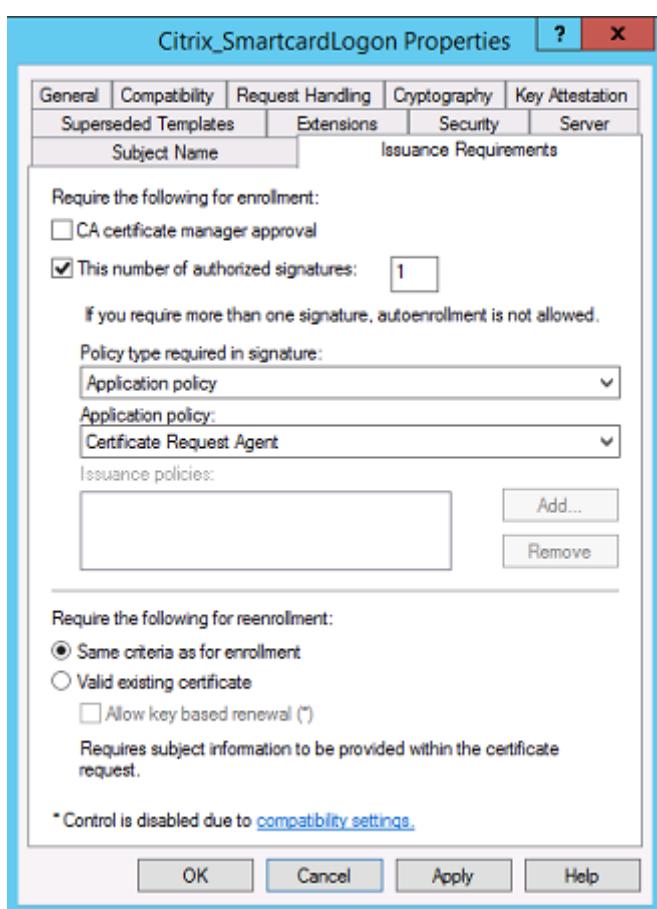 Citrix_SmartcardLogon Properties ? x
General Compatibility Request Handling Cryptography Key Attestation
Superseded Templates Extensions Security Server
Subject Name Issuance Requirements
Require the following for enrollment:
CA certificate manager approval
This number of authorized signatures: 1
If you require more than one signature, autoenrollment is not allowed.
Policy type required in signature:
Application policy
Application policy:
Certificate Request Agent
Issuance policies:
Add...
Remove
Require the following for reenrollment:
Same criteria as for enrollment
Valid existing certificate
Allow key based renewal (*)
Requires subject information to be provided within the certificate
request.
* Control is disabled due to compatibility settings.
OK Cancel Apply Help